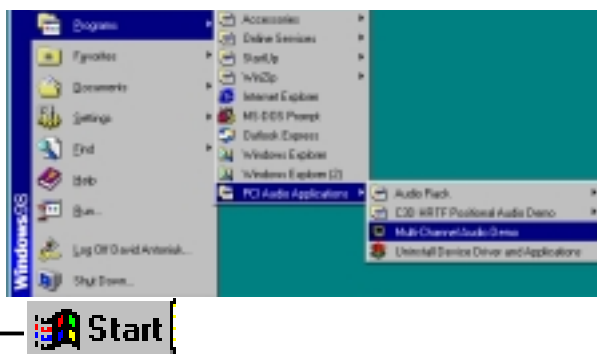 Programs
Favorites
Documents
Settings
Find
Help
Run...
Log Off David Antoniuk...
Shut Down...
Windows98
Accessories
Online Services
StartUp
WinZip
Internet Explorer
MS-DOS Prompt
Outlook Express
Windows Explorer
Windows Explorer (2)
PCI Audio Applications
Audio Rack
C3D HRTF Positional Audio Demo
Multi-Channel Audio Demo
Uninstall Device Driver and Applications
Start